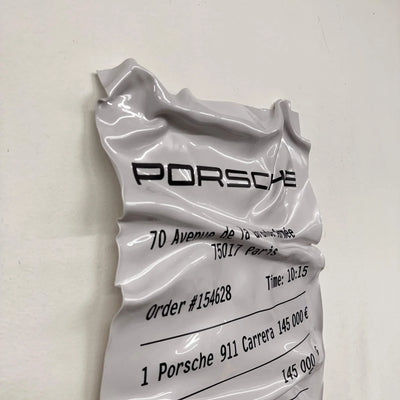 PORSCHE
70 Avenue de la
75017 Paris
Time: 10:15
Order #154628
1 Porsche 911 Carrera 145 000 €
145 000